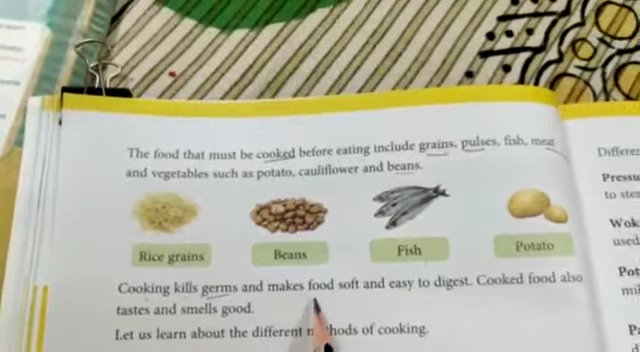 The food that must be cooked before eating include grains, pulses, fish, meat
and vegetables such as potato, cauliflower and beans.
Rice grains
Beans
Fish
Potato
Cooking kills germs and makes food soft and easy to digest. Cooked food also
tastes and smells good.
Let us learn about the different of cooking.
Pressu
to ste
Wok
used
Pot